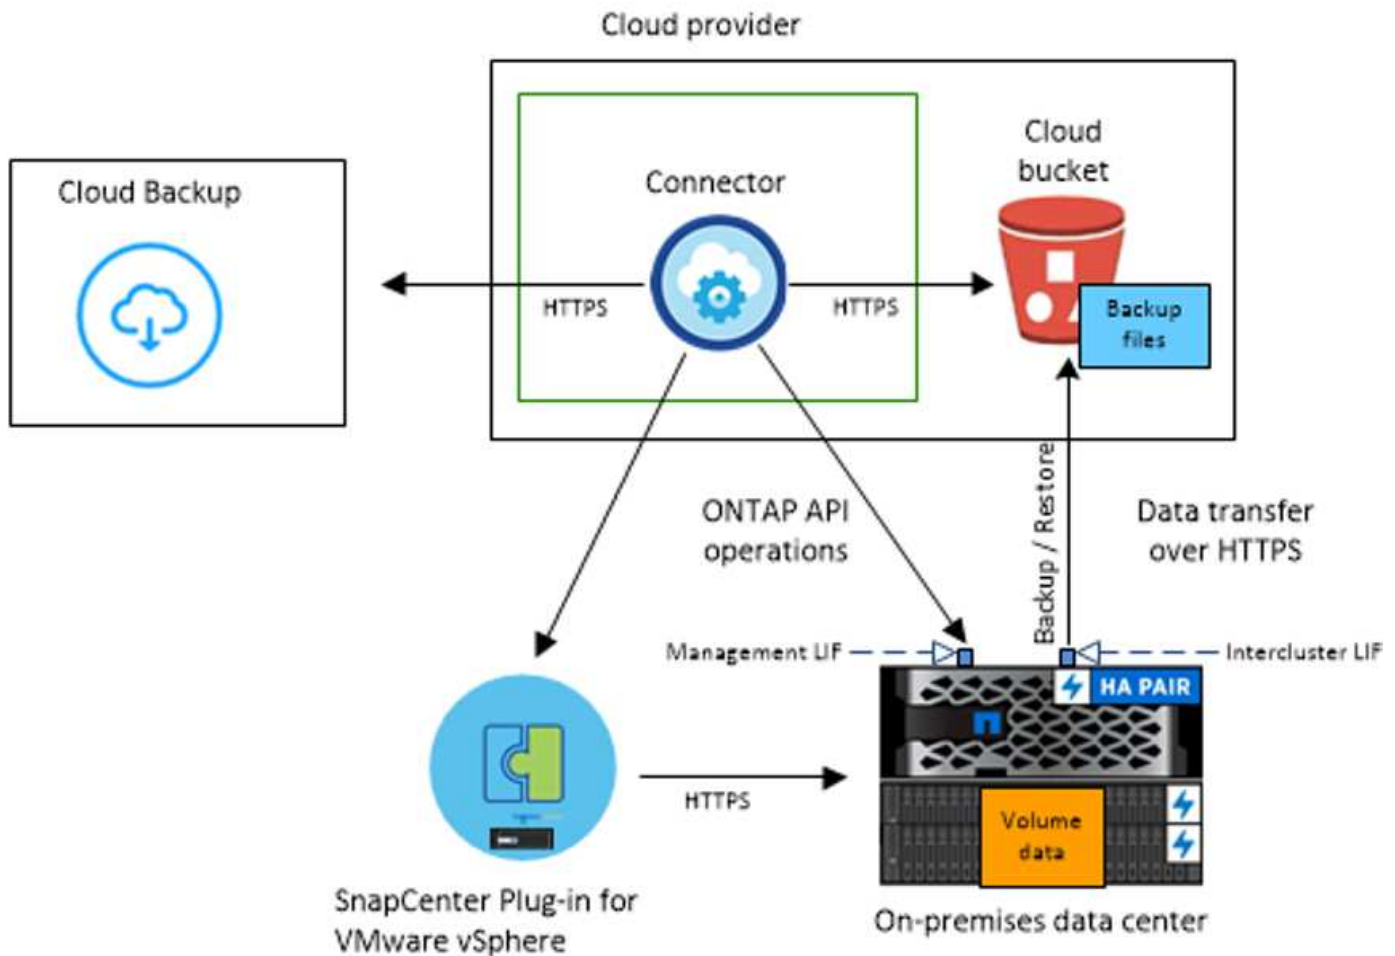 Cloud provider
Cloud Backup
Connector
Cloud
bucket
HTTPS
HTTPS
Backup
files
ONTAP API
operations
Backup / Restore
Data transfer
over HTTPS
Management LIF
Intercluster LIF
HA PAIR
HTTPS
Volume
data
SnapCenter Plug-in for
VMware vSphere
On-premises data center